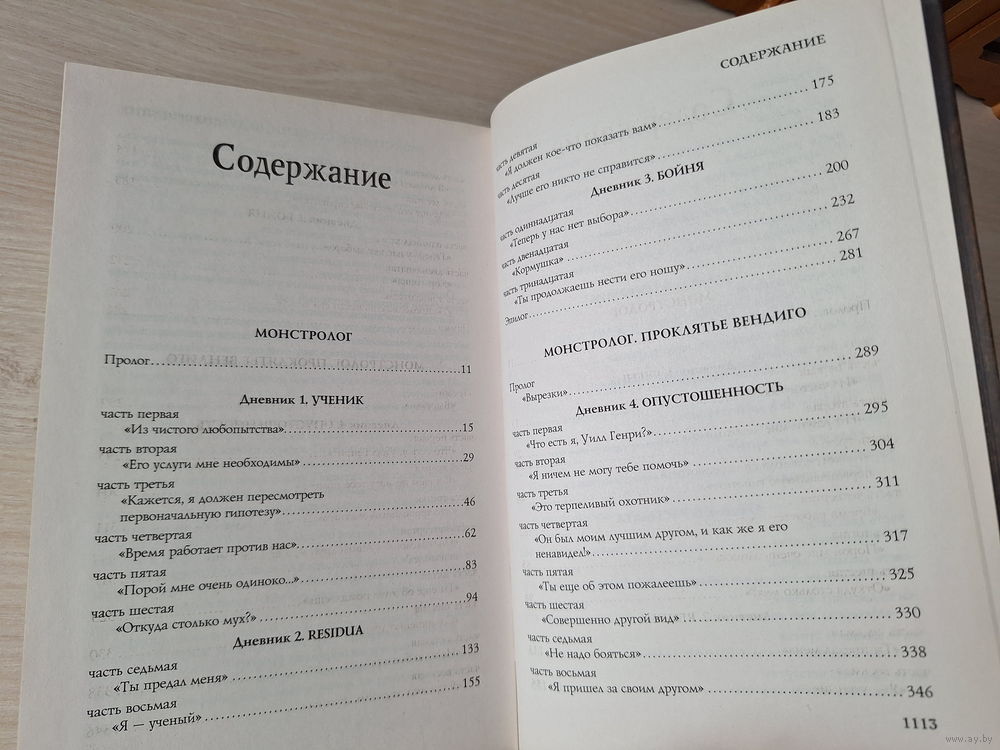 Содержание
МОНСТРОЛОГ
Пролог....................11
Дневник 1. УЧЕНИК
часть первая
«Из чистого любопытства»....................15
часть вторая
«Его услуги мне необходимы»....................29
часть третья
«Кажется, я должен пересмотреть
первоначальную гипотезу»....................46
часть четвертая
«Время работает против нас»....................62
часть пятая
«Порой мне очень одиноко...»....................83
часть шестая
«Откуда столько мух?»....................94
Дневник 2. RESIDUA
часть седьмая
«Ты предал меня»....................133
часть восьмая
«Я — ученый»....................155
СОДЕРЖАНИЕ
часть девятая
«Я должен кое-что показать вам»....................175
часть десятая
«Лучше его никто не справится»....................183
Дневник 3. БОЙНЯ
часть одиннадцатая
«Теперь у нас нет выбора»....................200
часть двенадцатая
«Кормушка»....................232
часть тринадцатая
«Ты продолжаешь нести его ношу»....................267
Эпилог....................281
МОНСТРОЛОГ. ПРОКЛЯТЬЕ ВЕНДИГО
Пролог
«Вырезки»....................289
Дневник 4. ОПУСТОШЕННОСТЬ
часть первая
«Что есть я, Уилл Генри?»....................295
часть вторая
«Я ничем не могу тебе помочь»....................304
часть третья
«Это терпеливый охотник»....................311
часть четвертая
«Он был моим лучшим другом, и как же я его
ненавидел!»....................317
часть пятая
«Ты еще об этом пожалеешь»....................325
часть шестая
«Совершенно другой вид»....................330
часть седьмая
«Не надо бояться»....................338
часть восьмая
«Я пришел за своим другом»....................346
1113
www.ay.by